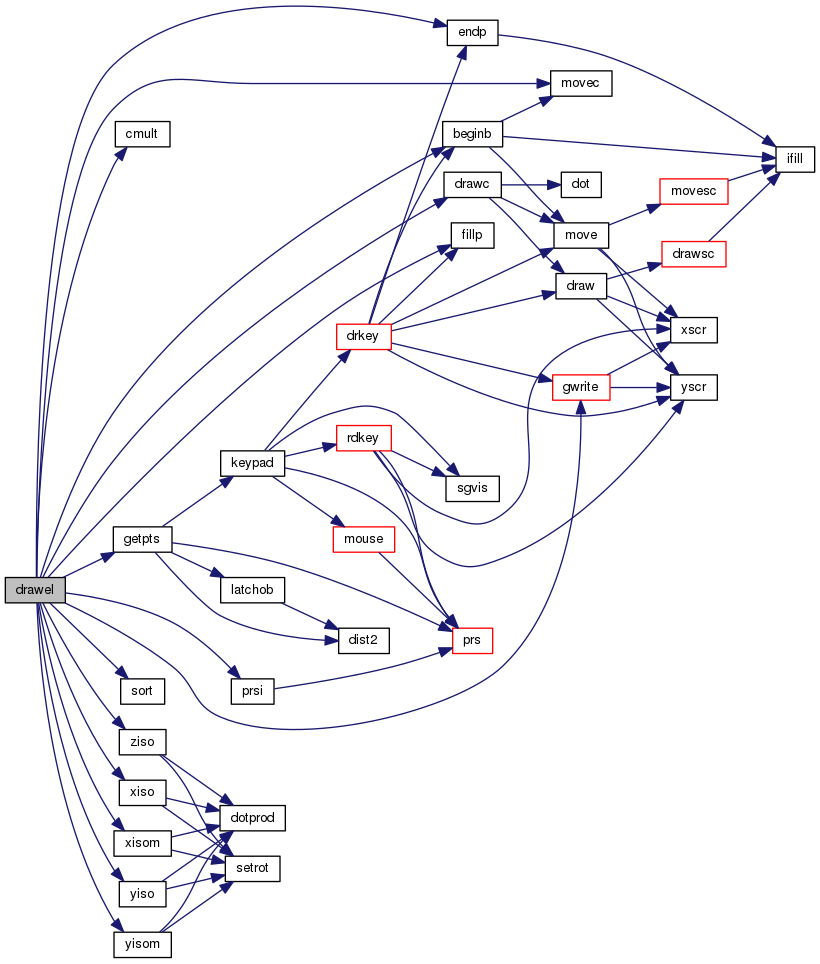 endp
movec
cmult
beginb
ifill
drawc
dot
movesc
fillp
move
drawsc
draw
drkey
xscr
gwrite
yscr
rdkey
keypad
sgvis
getpts
mouse
drawel
latchob
dist2
prs
sort
prsi
ziso
xiso
dotprod
xisom
setrot
yiso
yisom